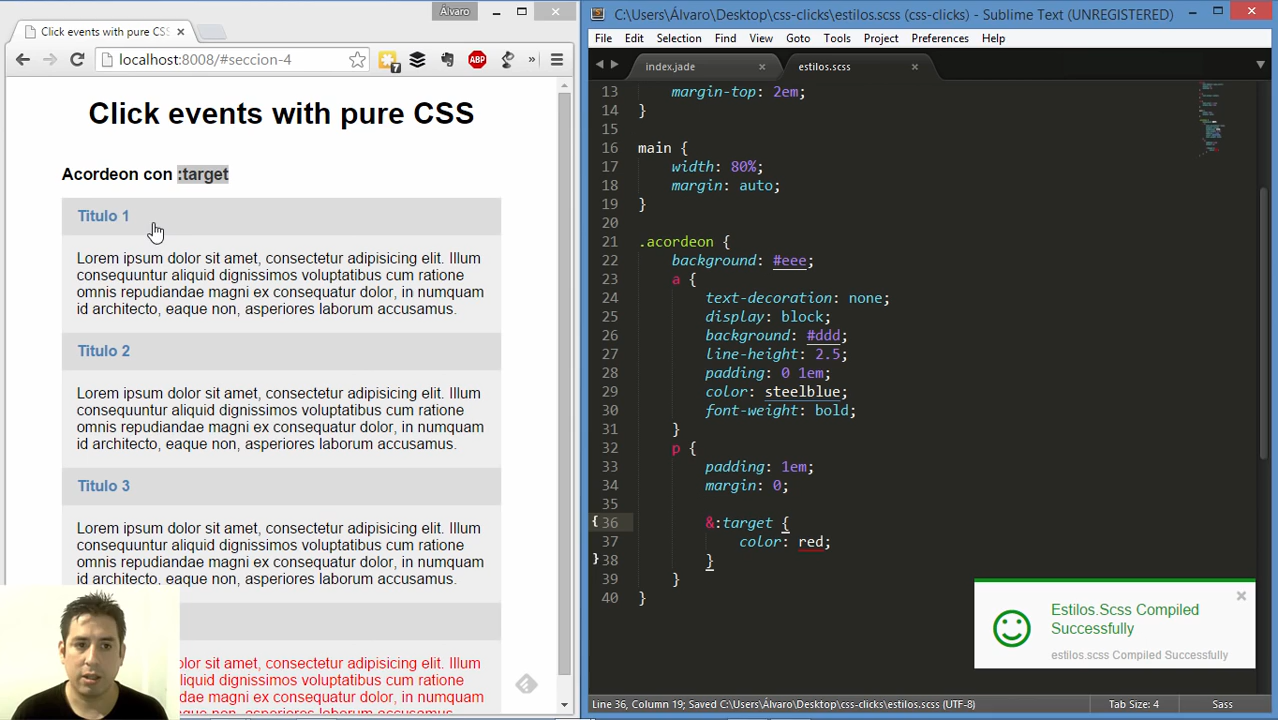 Álvaro
Click events with pure CSS
localhost:8008/#seccion-4
7
ABP
»
Click events with pure CSS
Acordeon con :target
Titulo 1
Lorem ipsum dolor sit amet, consectetur adipisicing elit. Illum
consequuntur aliquid dignissimos voluptatibus cum ratione
omnis repudiandae magni ex consequatur dolor, in numquam
id architecto, eaque non, asperiores laborum accusamus.
Titulo 2
Lorem ipsum dolor sit amet, consectetur adipisicing elit. Illum
consequuntur aliquid dignissimos voluptatibus cum ratione
omnis repudiandae magni ex consequatur dolor, in numquam
id architecto, eaque non, asperiores laborum accusamus.
Titulo 3
Lorem ipsum dolor sit amet, consectetur adipisicing elit. Illum
consequuntur aliquid dignissimos voluptatibus cum ratione
omnis repudiandae magni ex consequatur dolor, in numquam
id architecto, eaque non, asperiores laborum accusamus.
dolor sit amet, consectetur adipisicing elit. Illum
aliquid dignissimos voluptatibus cum ratione
magni ex consequatur dolor, in numquam
C:\Users\Álvaro\Desktop\css-clicks\estilos.scss (css-clicks) - Sublime Text (UNREGISTERED)
File Edit Selection Find View Goto Tools Project Preferences Help
index.jade
estilos.scss
13 margin-top: 2em;
14 }
15
16 main {
17 width: 80%;
18 margin: auto;
19 }
20
21 .acordeon {
22 background: #eee;
23 a {
24 text-decoration: none;
25 display: block;
26 background: #ddd;
27 line-height: 2.5;
28 padding: 0 1em;
29 color: steelblue;
30 font-weight: bold;
31 }
32 p {
33 padding: 1em;
34 margin: 0;
35
36 &:target {
37 color: red;
38 }
39 }
40 }
Estilos.Scss Compiled
Successfully
estilos.scss Compiled Successfully
Line 36, Column 19; Saved C:\Users\Álvaro\Desktop\css-clicks\estilos.scss (UTF-8)
Tab Size: 4
Sass